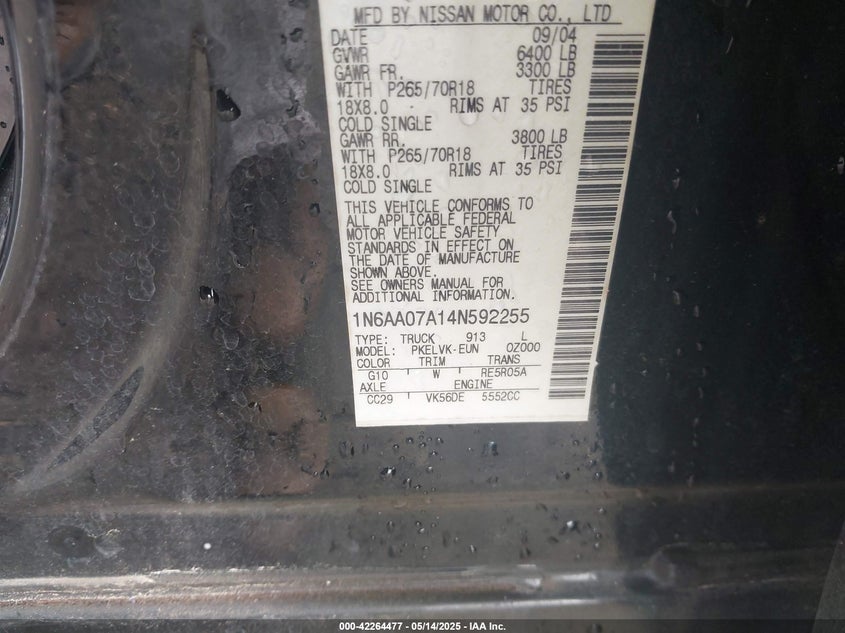 MFD BY NISSAN MOTOR CO., LTD
DATE 09/04
GVWR 6400 LB
GAWR FR. 3300 LB
WITH P265/70R18 TIRES
18X8.0 RIMS AT 35 PSI
COLD SINGLE
GAWR RR. 3800 LB
WITH P265/70R18 TIRES
18X8.0 RIMS AT 35 PSI
COLD SINGLE
THIS VEHICLE CONFORMS TO
ALL APPLICABLE FEDERAL
MOTOR VEHICLE SAFETY
STANDARDS IN EFFECT ON
THE DATE OF MANUFACTURE
SHOWN ABOVE.
SEE OWNERS MANUAL FOR
ADDITIONAL INFORMATION.
1N6AA07A14N592255
TYPE: TRUCK 913 L
MODEL: PKELVK-EUN 0Z000
COLOR TRIM TRANS
G10 W RE5R05A
AXLE ENGINE
CC29 VK56DE 5552CC
000-42264477 - 05/14/2025 - IAA Inc.